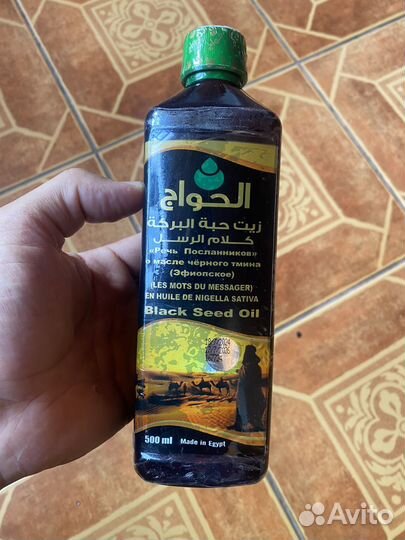 الحواج
زيت حبة البركة
كلام الرسل
«Речь Посланников»
о масле чёрного тмина
(Эфиопское)
(LES MOTS DU MESSAGER)
EN HUILE DE NIGELLA SATIVA
Black Seed Oil
500 ml Made in Egypt
Avito